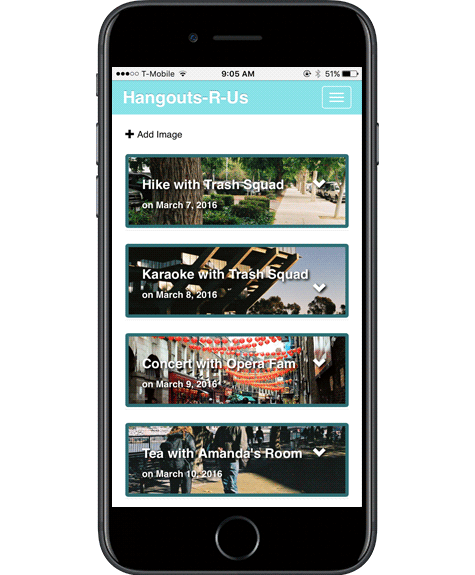 T-Mobile 9:05 AM 51%
Hangouts-R-Us
Add Image
Hike with Trash Squad
on March 7, 2016
Karaoke with Trash Squad
on March 8, 2016
Concert with Opera Fam
on March 9, 2016
Tea with Amanda's Room
on March 10, 2016